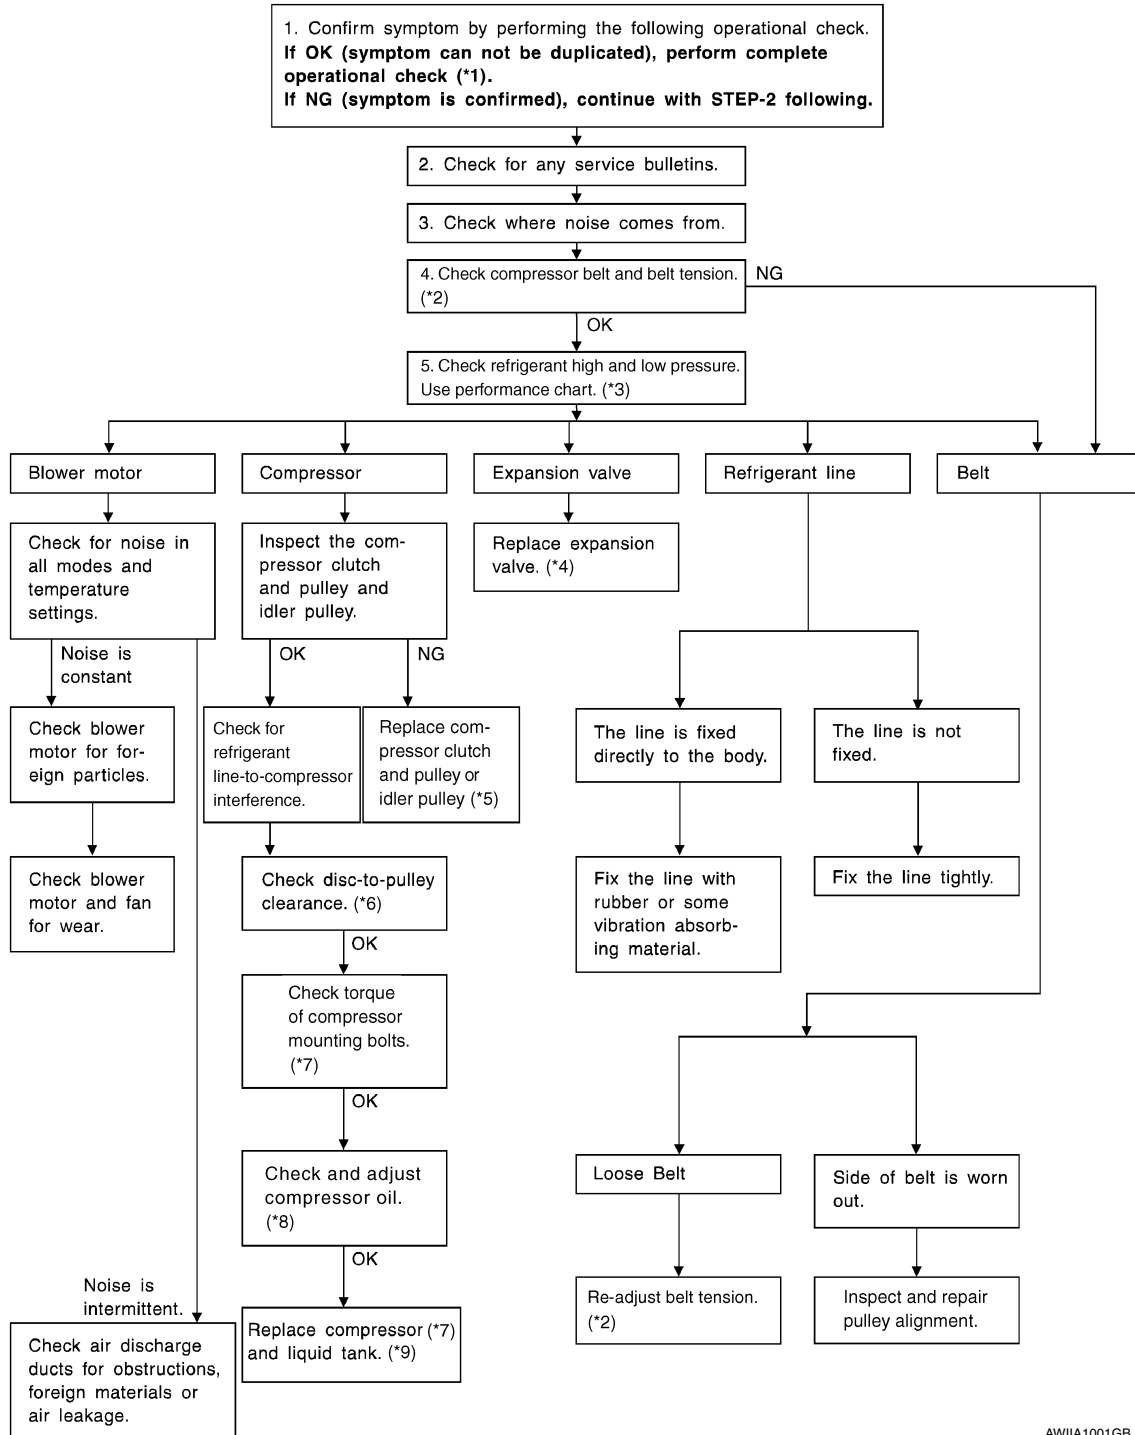 1. Confirm symptom by performing the following operational check.
If OK (symptom can not be duplicated), perform complete
operational check (*1).
If NG (symptom is confirmed), continue with STEP-2 following.
2. Check for any service bulletins.
3. Check where noise comes from.
4. Check compressor belt and belt tension.
(*2)
NG
OK
5. Check refrigerant high and low pressure.
Use performance chart. (*3)
Blower motor
Compressor
Expansion valve
Refrigerant line
Belt
Check for noise in
all modes and
temperature
settings.
Inspect the com-
pressor clutch
and pulley and
idler pulley.
Replace expansion
valve. (*4)
Noise is
constant
OK
NG
Check blower
motor for for-
eign particles.
Check for
refrigerant
line-to-compressor
interference.
Replace com-
pressor clutch
and pulley or
idler pulley (*5)
The line is fixed
directly to the body.
The line is not
fixed.
Check blower
motor and fan
for wear.
Check disc-to-pulley
clearance. (*6)
Fix the line with
rubber or some
vibration absorb-
ing material.
Fix the line tightly.
OK
Check torque
of compressor
mounting bolts.
(*7)
OK
Check and adjust
compressor oil.
(*8)
Loose Belt
Side of belt is worn
out.
OK
Noise is
intermittent.
Re-adjust belt tension.
(*2)
Inspect and repair
pulley alignment.
Check air discharge
ducts for obstructions,
foreign materials or
air leakage.
Replace compressor (*7)
and liquid tank. (*9)
AWIIA1001GB